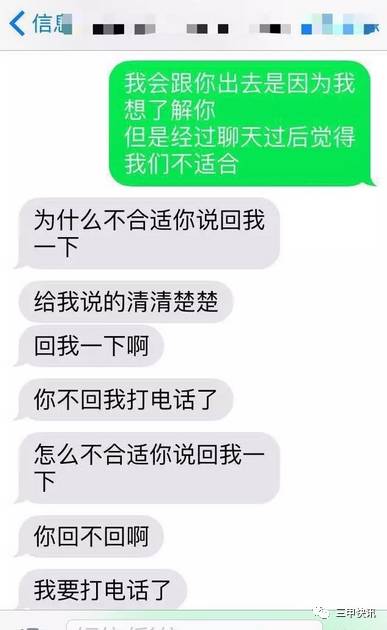 信息
我会跟你出去是因为我
想了解你
但是经过聊天过后觉得
我们不适合
为什么不合适你说回我
一下
给我说的清清楚楚
回我一下啊
你不回我打电话了
怎么不合适你说回我一
下
你回不回啊
我要打电话了
三甲快讯